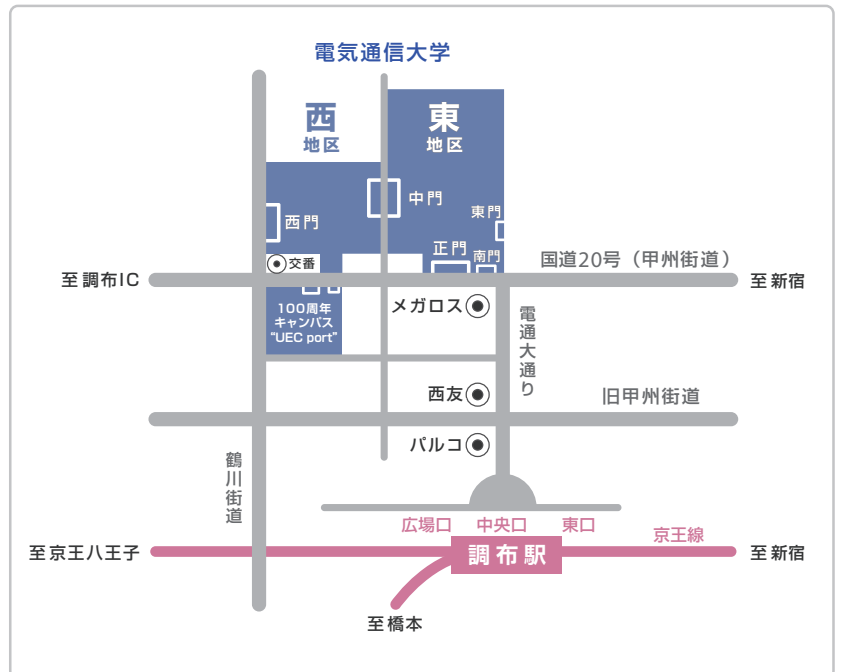 電気通信大学
西
地区
東
地区
中門
西門
東門
正門
南門
交番
国道20号（甲州街道）
至調布IC
至新宿
100周年
キャンパス
“UEC port”
メガロス
電通大通り
西友
旧甲州街道
パルコ
鶴川街道
広場口
中央口
東口
京王線
至京王八王子
調布駅
至新宿
至橋本